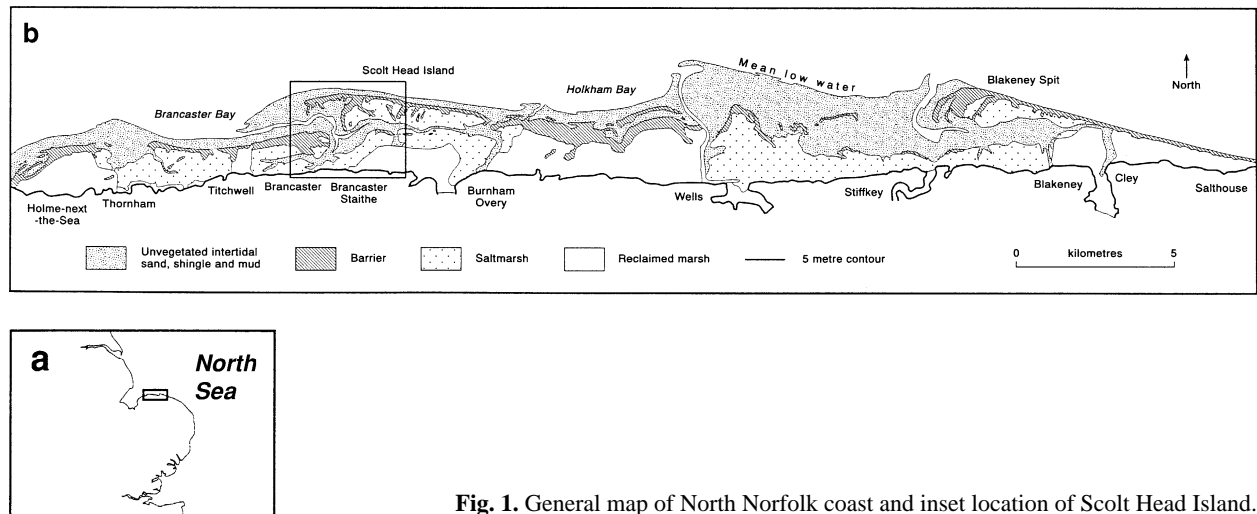 b
Scolt Head Island
Holkham Bay
Mean low water
Blakeney Spit
North
Brancaster Bay
Holme-next
-the-Sea
Thornham
Titchwell
Brancaster
Brancaster
Staithe
Burnham
Overy
Wells
Stiffkey
Blakeney
Cley
Salthouse
Unvegetated intertidal
sand, shingle and mud
Barrier
Saltmarsh
Reclaimed marsh
5 metre contour
0 kilometres 5
a
North
Sea
Fig. 1. General map of North Norfolk coast and inset location of Scolt Head Island.